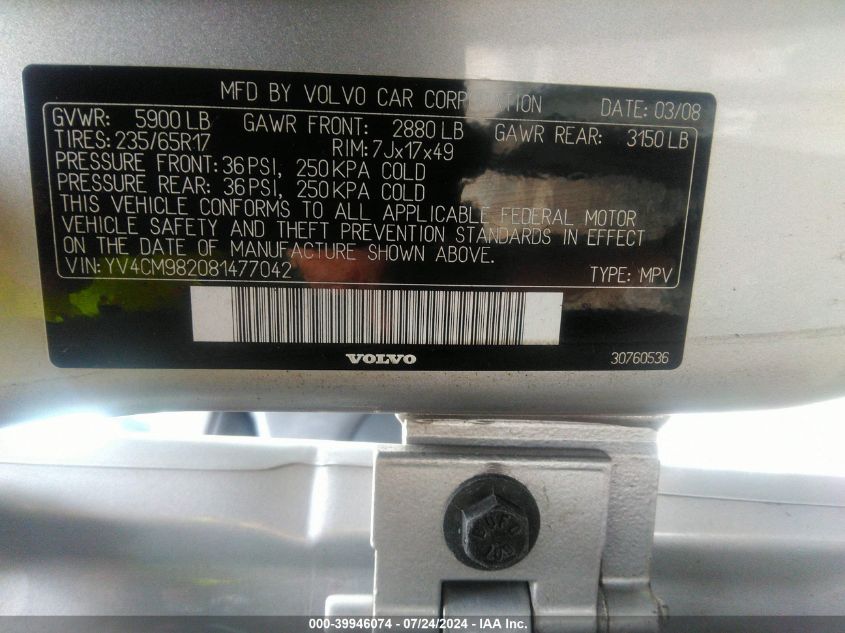 MFD BY VOLVO CAR CORPORATION DATE: 03/08
GVWR: 5900 LB GAWR FRONT: 2880 LB GAWR REAR: 3150 LB
TIRES: 235/65R17 RIM: 7Jx17x49
PRESSURE FRONT: 36 PSI, 250 KPA COLD
PRESSURE REAR: 36 PSI, 250 KPA COLD
THIS VEHICLE CONFORMS TO ALL APPLICABLE FEDERAL MOTOR
VEHICLE SAFETY AND THEFT PREVENTION STANDARDS IN EFFECT
ON THE DATE OF MANUFACTURE SHOWN ABOVE.
VIN: YV4CM982081477042 TYPE: MPV
VOLVO 30760536
000-39946074 / 07/24/2024 - IAA Inc.